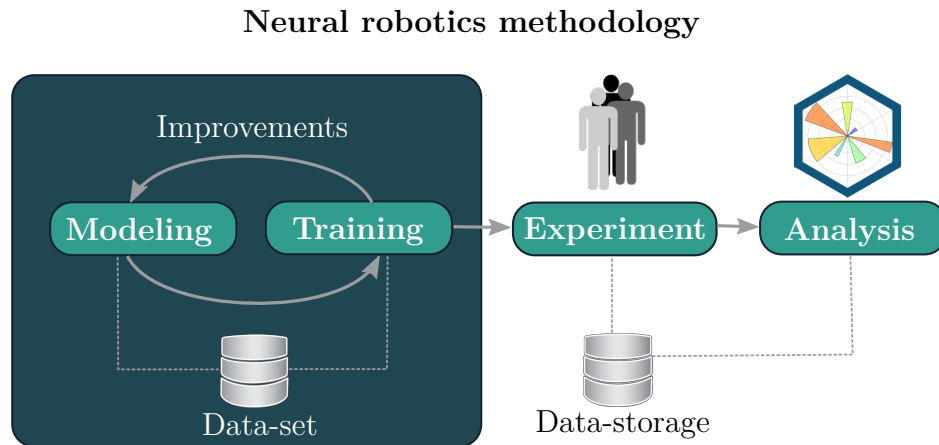 Neural robotics methodology
Improvements
Modeling
Training
Experiment
Analysis
Data-set
Data-storage